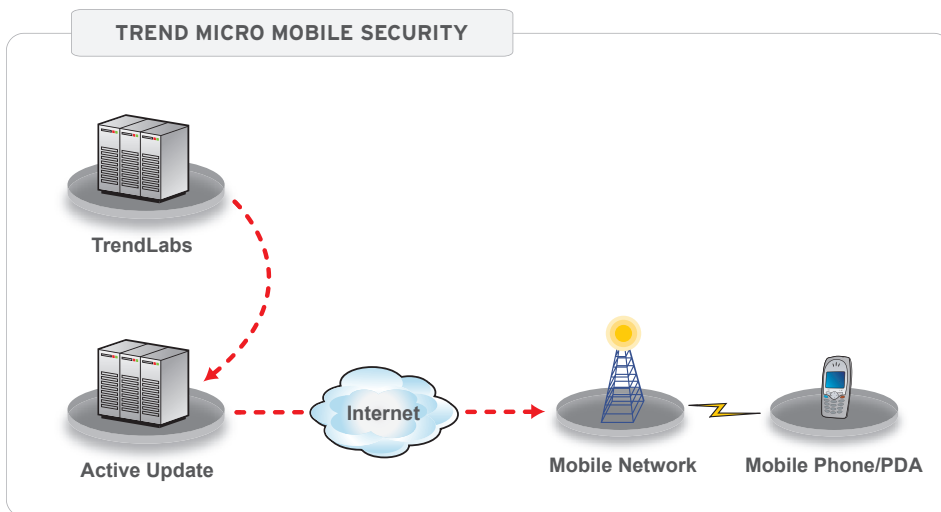 TREND MICRO MOBILE SECURITY
TrendLabs
Active Update
Internet
Mobile Network
Mobile Phone/PDA